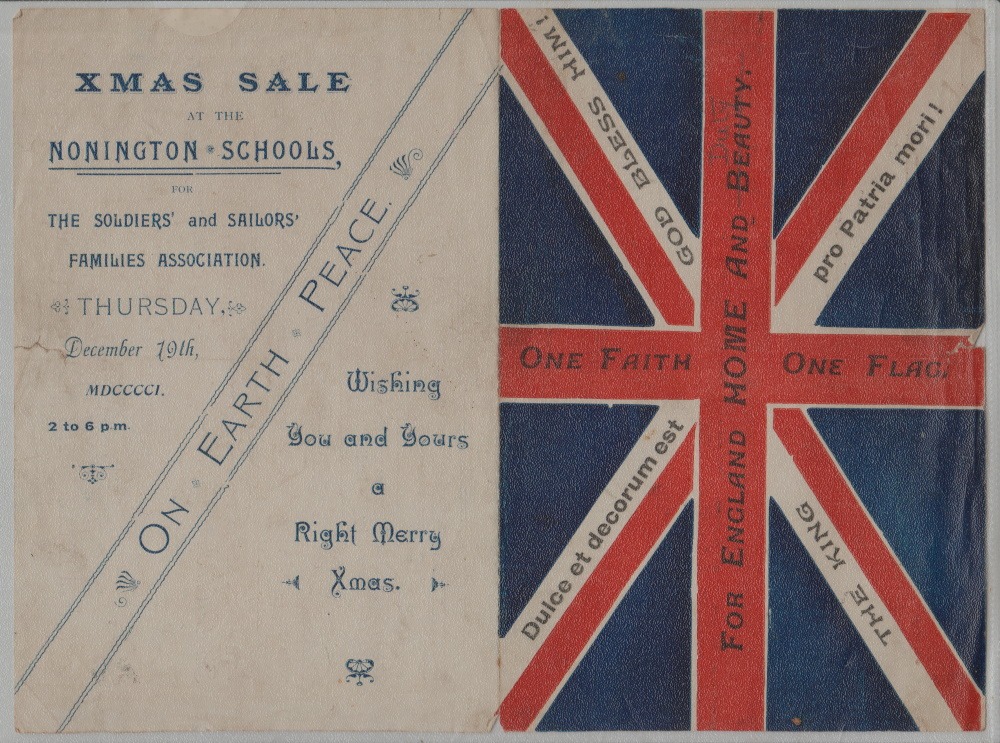 XMAS SALE
AT THE
NONINGTON SCHOOLS,
FOR
THE SOLDIERS' and SAILORS'
FAMILIES ASSOCIATION.
THURSDAY,
December 19th,
MDCCCCI.
2 to 6 p.m.
ON EARTH PEACE.
Wishing
You and Yours
a
Right Merry
Xmas.
THE KING
GOD BLESS HIM!
Dulce et decorum est
pro Patria mori!
ONE FAITH ONE FLAG.
FOR ENGLAND HOME AND BEAUTY.